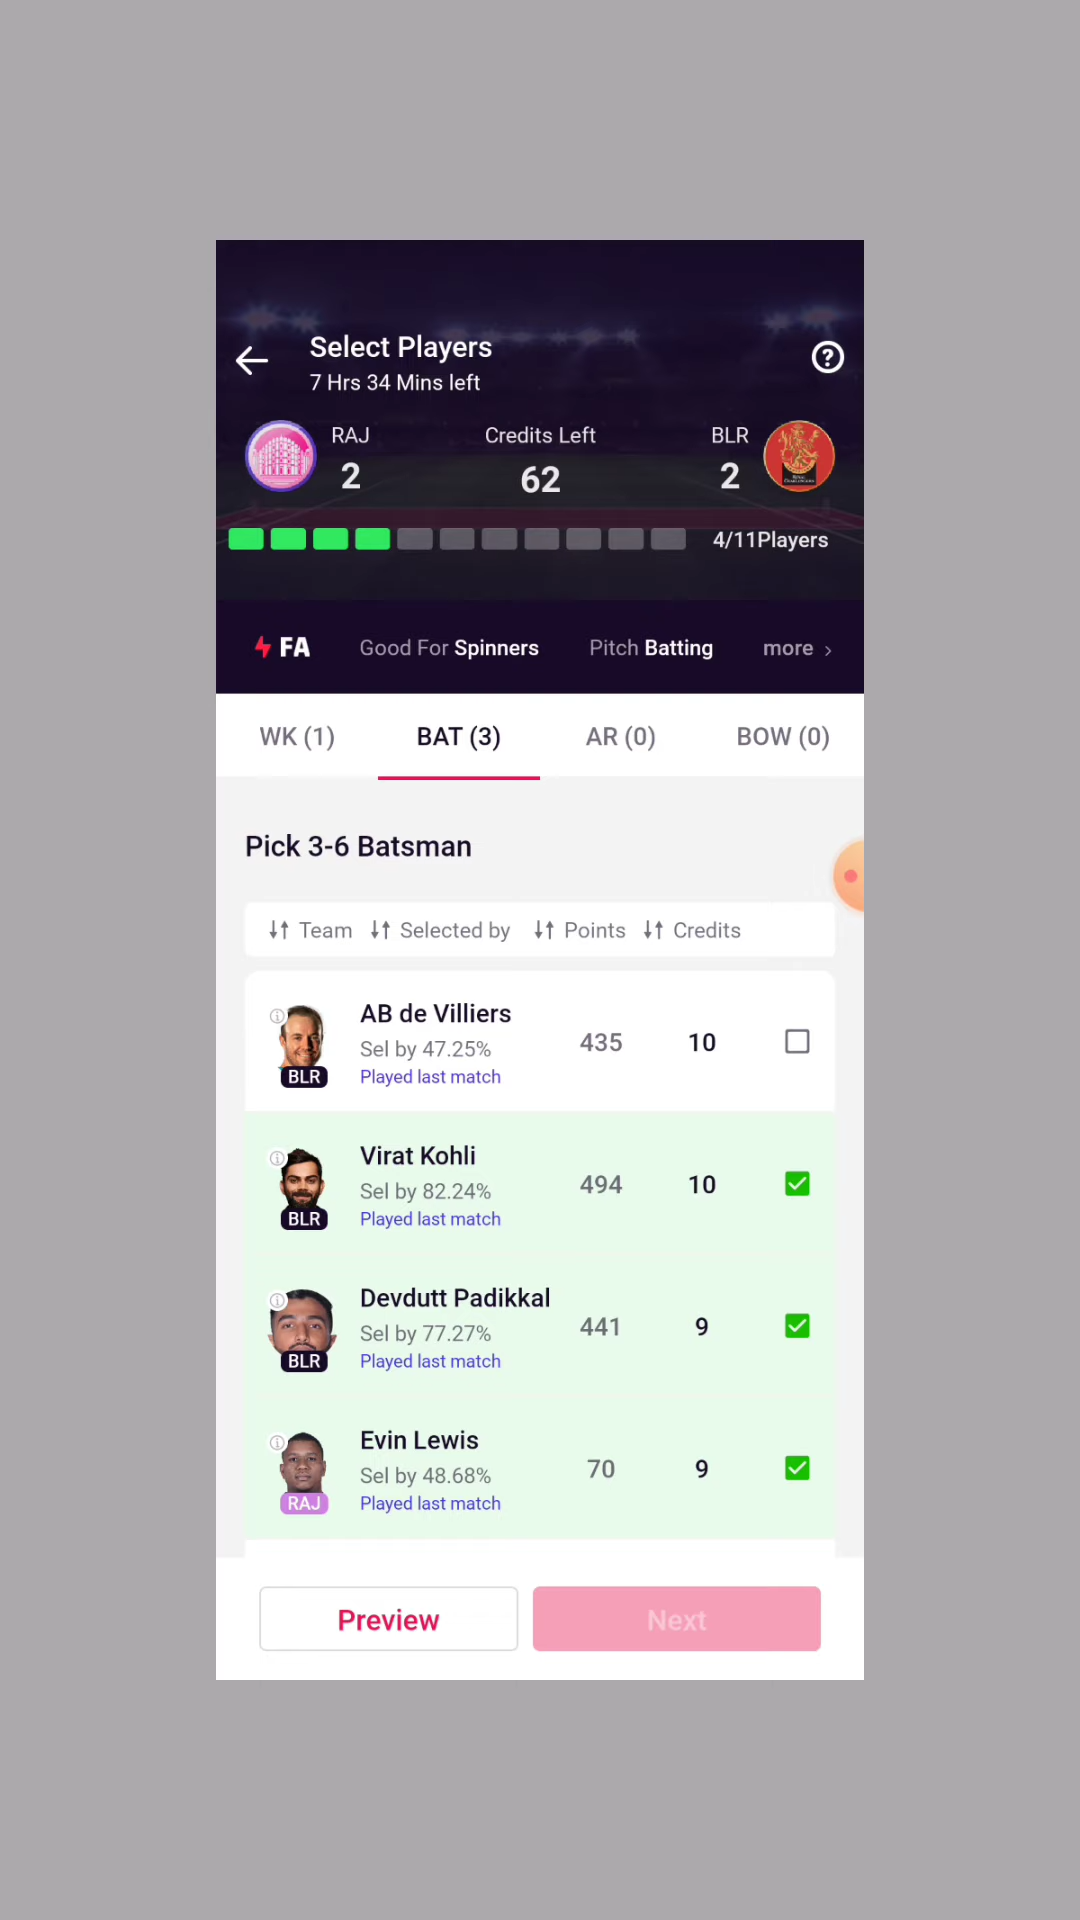 Select Players
7 Hrs 34 Mins left
RAJ Credits Left BLR
2 62 2
4/11Players
FA Good For Spinners Pitch Batting more
WK (1) BAT (3) AR (0) BOW (0)
Pick 3-6 Batsman
Team Selected by Points Credits
AB de Villiers
Sel by 47.25% 435 10
BLR Played last match
Virat Kohli
Sel by 82.24% 494 10
BLR Played last match
Devdutt Padikkal
Sel by 77.27% 441 9
BLR Played last match
Evin Lewis
Sel by 48.68% 70 9
RAJ Played last match
Preview Next